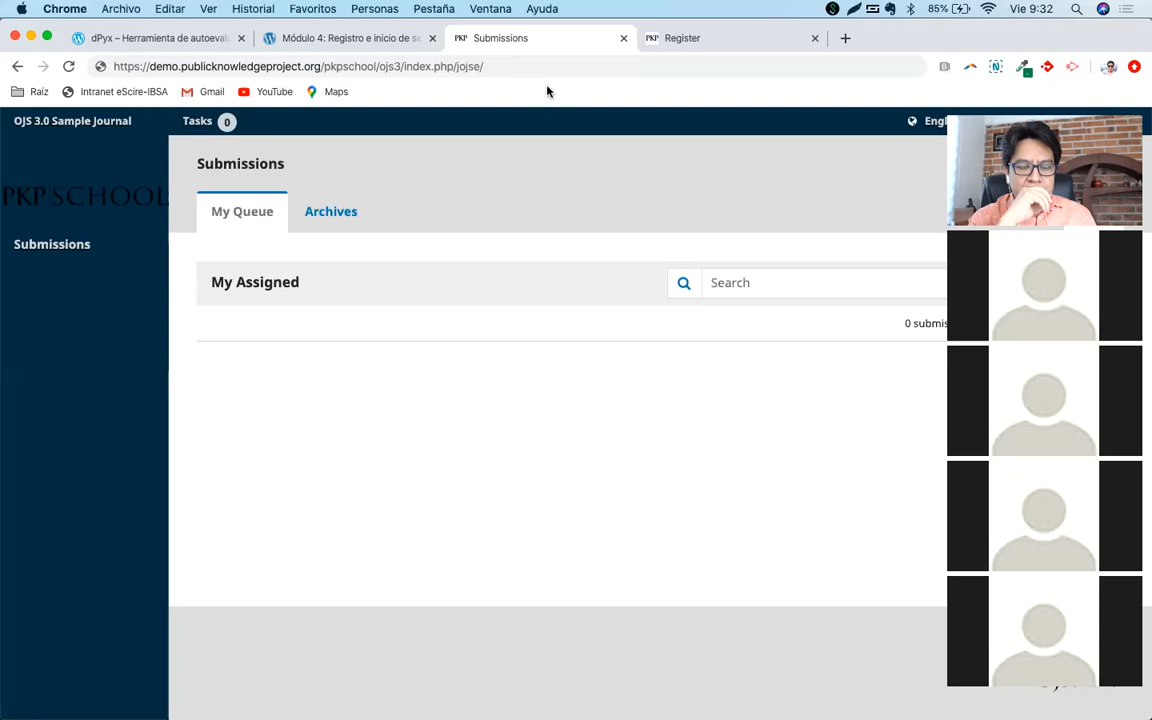 Chrome Archivo Editar Ver Historial Favoritos Personas Pestaña Ventana Ayuda 85% Vie 9:32
dPyx – Herramienta de autoeval Módulo 4: Registro e inicio de se Submissions Register
https://demo.publicknowledgeproject.org/pkpschool/ojs3/index.php/jojse/
Raíz Intranet eScire-IBSA Gmail YouTube Maps
OJS 3.0 Sample Journal Tasks 0 Engl
Submissions
PKP|SCHOOL
My Queue Archives
Submissions
My Assigned Search
0 submis